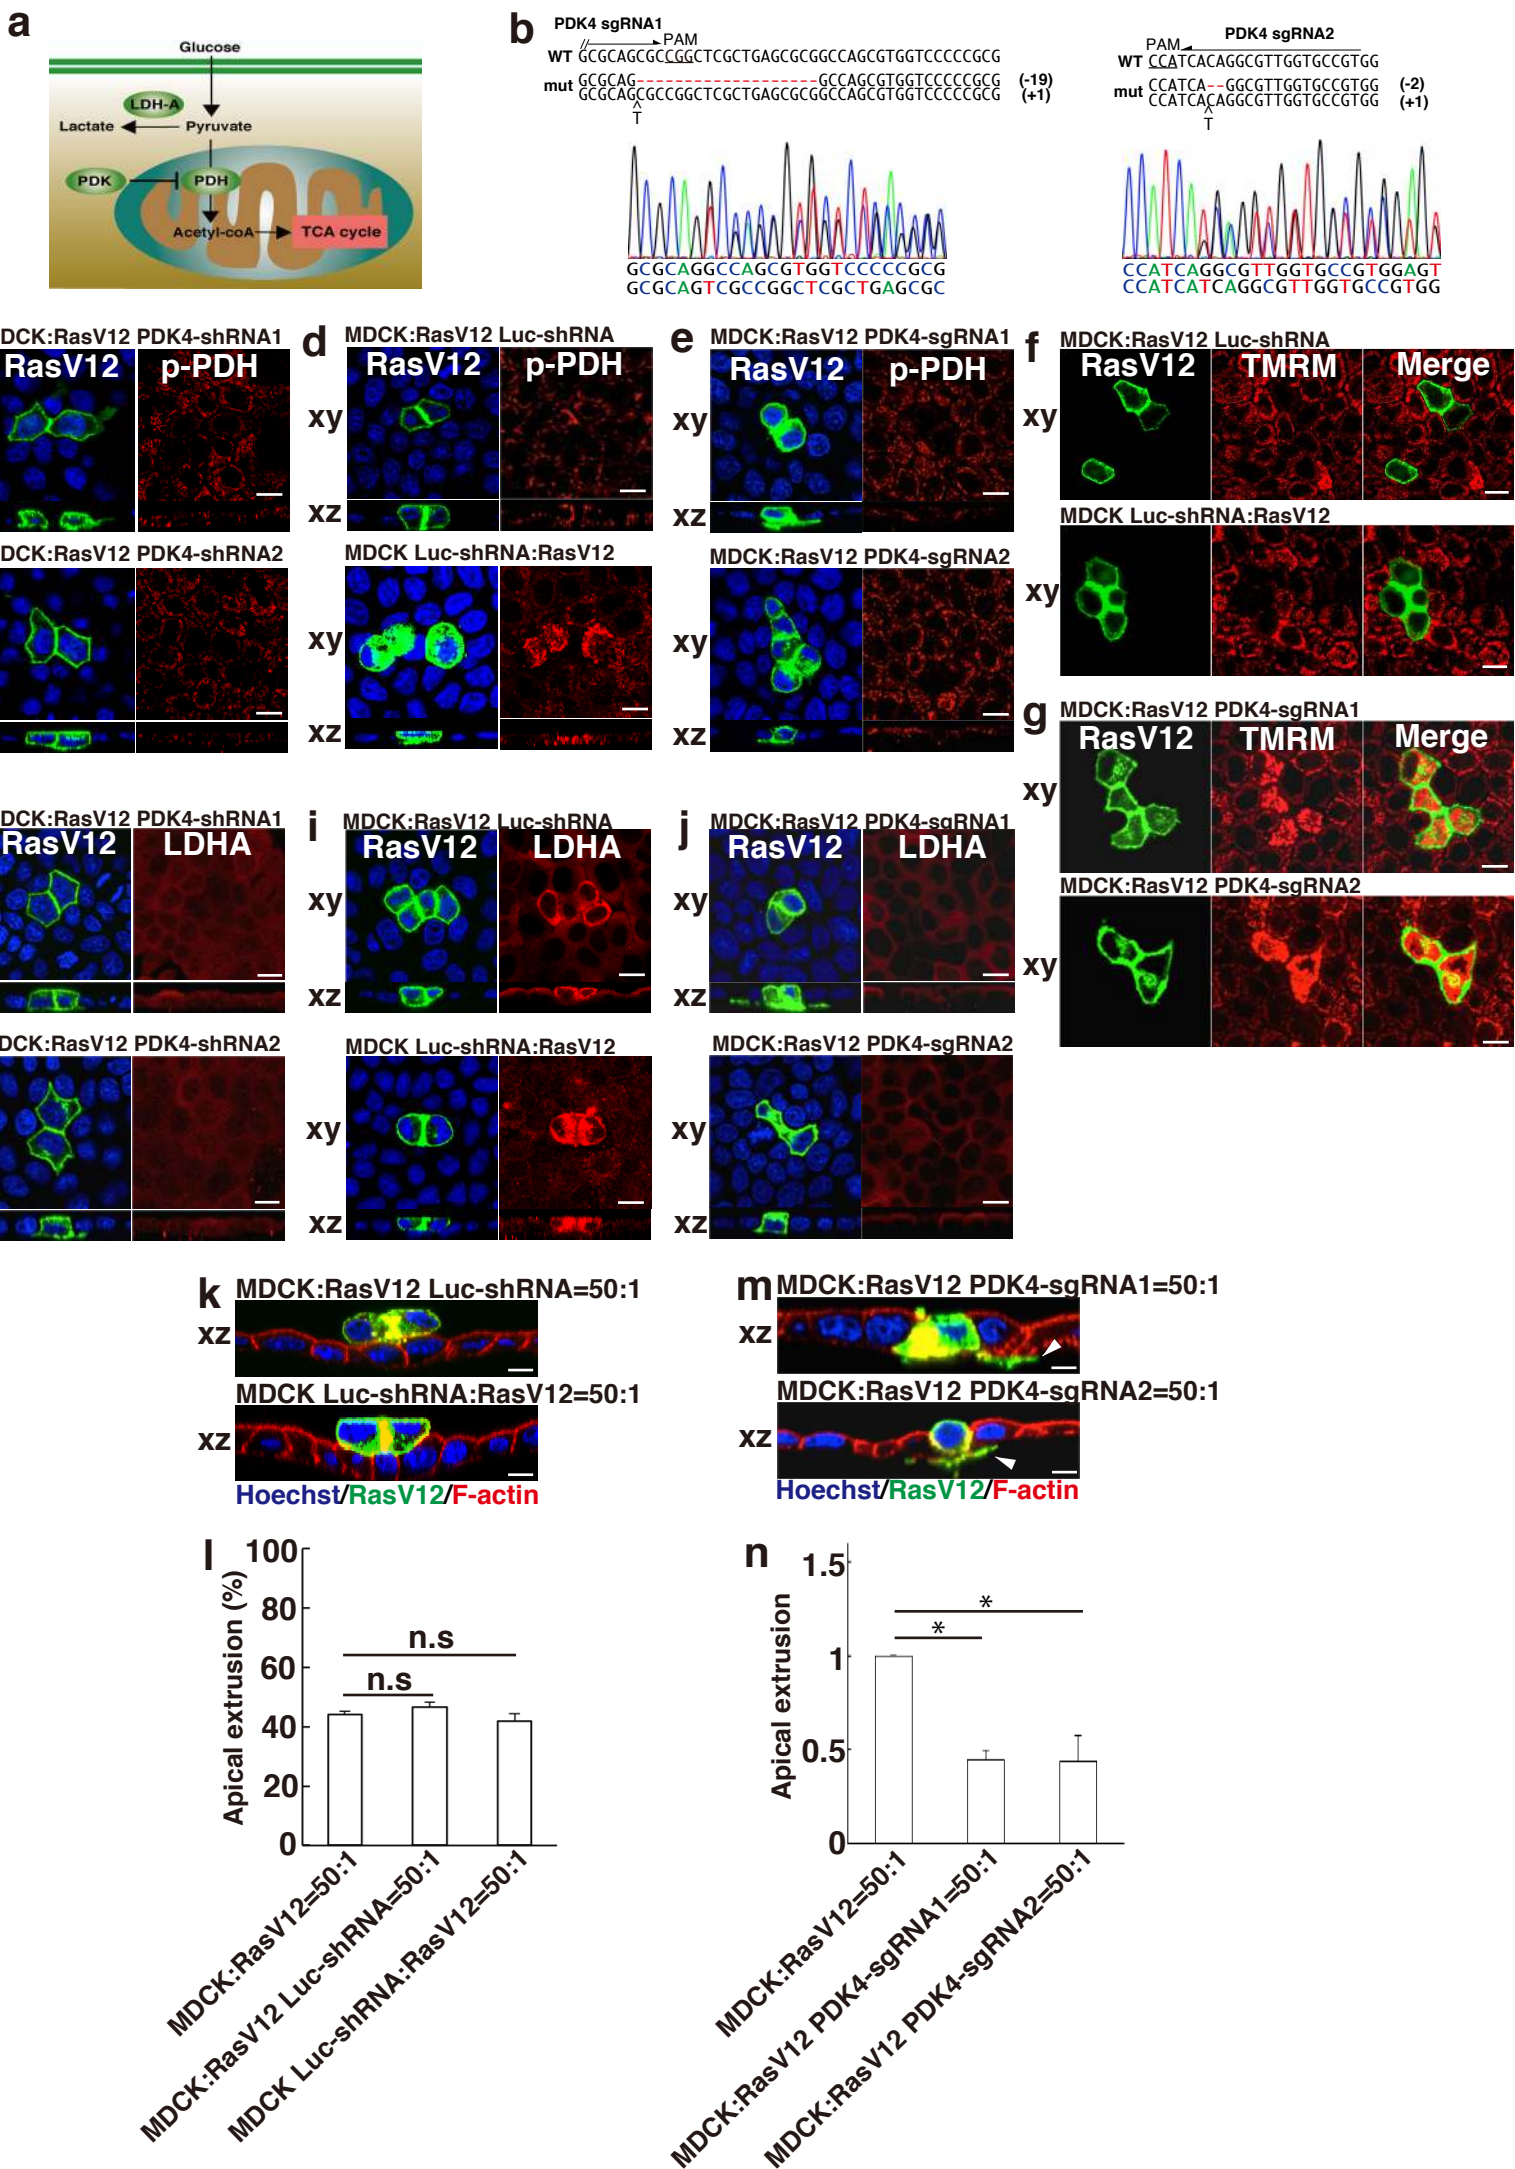 a
Glucose
LDH-A
Lactate
Pyruvate
PDK
PDH
Acetyl-coA
TCA cycle
b
PDK4 sgRNA1
PAM
WT GCGCAGCGCCGGCTCGCTGAGCGCGGCCAGCGTGGTCCCCCGCG
mut
GCGCAG-------------------GCCAGCGTGGTCCCCCGCG (-19)
GCGCAGCGCCGGCTCGCTGAGCGCGGCCAGCGTGGTCCCCCGCG (+1)
T
GCGCAGGCCAGCGTGGTCCCCCGCG
GCGCAGTCGCCGGCTCGCTGAGCGC
PDK4 sgRNA2
PAM
WT CCATCACAGGCGTTGGTGCCGTGG
mut
CCATCA--GGCGTTGGTGCCGTGG (-2)
CCATCACAGGCGTTGGTGCCGTGG (+1)
T
CCATCAGGCGTTGGTGCCGTGGAGT
CCATCATCAGGCGTTGGTGCCGTGG
DCK:RasV12 PDK4-shRNA1
RasV12 p-PDH
DCK:RasV12 PDK4-shRNA2
d
MDCK:RasV12 Luc-shRNA
RasV12 p-PDH
xy
xz
MDCK Luc-shRNA:RasV12
xy
xz
e
MDCK:RasV12 PDK4-sgRNA1
RasV12 p-PDH
xy
xz
MDCK:RasV12 PDK4-sgRNA2
xy
xz
f
MDCK:RasV12 Luc-shRNA
RasV12 TMRM Merge
xy
MDCK Luc-shRNA:RasV12
xy
g
MDCK:RasV12 PDK4-sgRNA1
RasV12 TMRM Merge
xy
MDCK:RasV12 PDK4-sgRNA2
xy
DCK:RasV12 PDK4-shRNA1
RasV12 LDHA
DCK:RasV12 PDK4-shRNA2
i
MDCK:RasV12 Luc-shRNA
RasV12 LDHA
xy
xz
MDCK Luc-shRNA:RasV12
xy
xz
j
MDCK:RasV12 PDK4-sgRNA1
RasV12 LDHA
xy
xz
MDCK:RasV12 PDK4-sgRNA2
xy
xz
k
MDCK:RasV12 Luc-shRNA=50:1
xz
MDCK Luc-shRNA:RasV12=50:1
xz
Hoechst/RasV12/F-actin
m
MDCK:RasV12 PDK4-sgRNA1=50:1
xz
MDCK:RasV12 PDK4-sgRNA2=50:1
xz
Hoechst/RasV12/F-actin
l
Apical extrusion (%)
100
80
60
40
20
0
n.s
n.s
MDCK:RasV12=50:1
MDCK:RasV12 Luc-shRNA=50:1
MDCK Luc-shRNA:RasV12=50:1
n
Apical extrusion
1.5
1
0.5
0
*
*
MDCK:RasV12=50:1
MDCK:RasV12 PDK4-sgRNA1=50:1
MDCK:RasV12 PDK4-sgRNA2=50:1